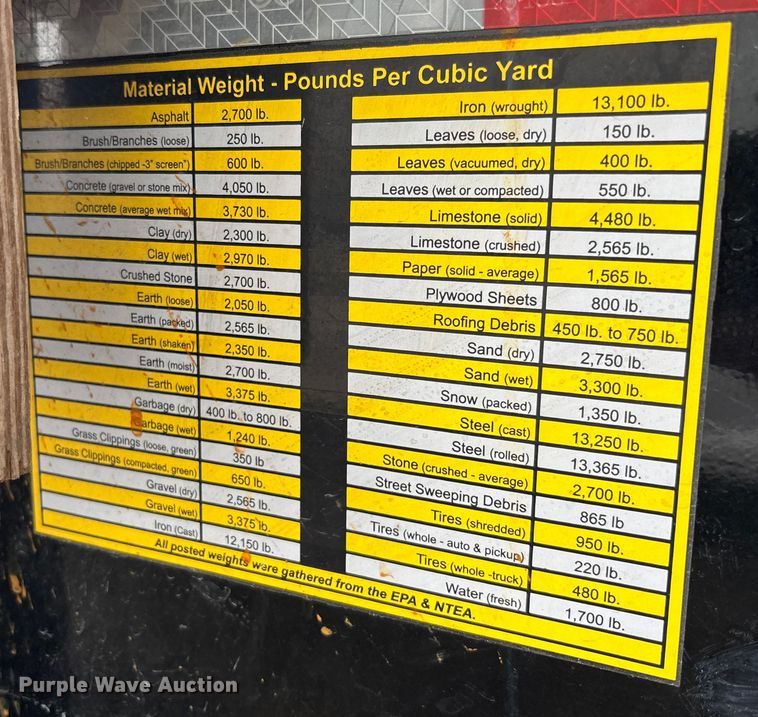 Material Weight - Pounds Per Cubic Yard
Asphalt 2,700 lb.
Brush/Branches (loose) 250 lb.
Brush/Branches (chipped -3" screen") 600 lb.
Concrete (gravel or stone mix) 4,050 lb.
Concrete (average wet mix) 3,730 lb.
Clay (dry) 2,300 lb.
Clay (wet) 2,970 lb.
Crushed Stone 2,700 lb.
Earth (loose) 2,050 lb.
Earth (packed) 2,565 lb.
Earth (shaken) 2,350 lb.
Earth (moist) 2,700 lb.
Earth (wet) 3,375 lb.
Garbage (dry) 400 lb. to 800 lb.
Garbage (wet) 1,240 lb.
Grass Clippings (loose, green) 350 lb
Grass Clippings (compacted, green) 650 lb.
Gravel (dry) 2,565 lb.
Gravel (wet) 3,375 lb.
Iron (Cast) 12,150 lb.
Iron (wrought) 13,100 lb.
Leaves (loose, dry) 150 lb.
Leaves (vacuumed, dry) 400 lb.
Leaves (wet or compacted) 550 lb.
Limestone (solid) 4,480 lb.
Limestone (crushed) 2,565 lb.
Paper (solid - average) 1,565 lb.
Plywood Sheets 800 lb.
Roofing Debris 450 lb. to 750 lb.
Sand (dry) 2,750 lb.
Sand (wet) 3,300 lb.
Snow (packed) 1,350 lb.
Steel (cast) 13,250 lb.
Steel (rolled) 13,365 lb.
Stone (crushed - average) 2,700 lb.
Street Sweeping Debris 865 lb
Tires (shredded) 950 lb.
Tires (whole - auto & pickup) 220 lb.
Tires (whole -truck) 480 lb.
Water (fresh) 1,700 lb.
All posted weights were gathered from the EPA & NTEA.
Purple Wave Auction